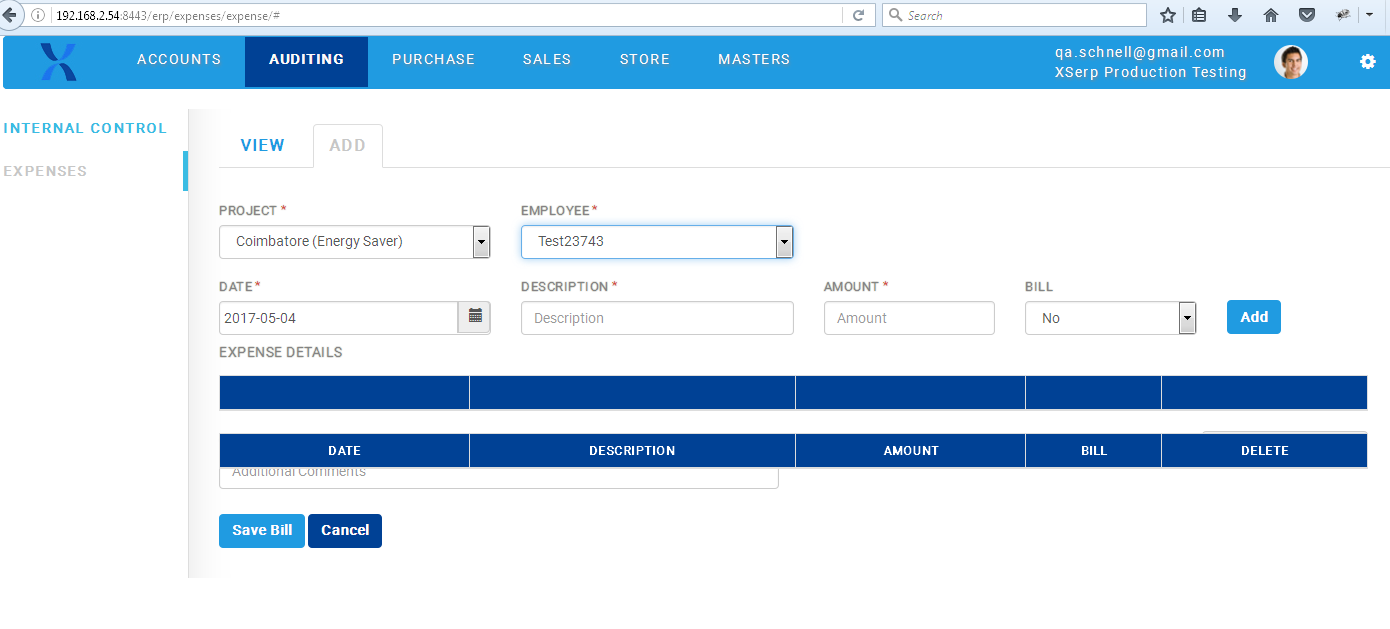 192.168.2.54:8443/erp/expenses/expense/#
Search
ACCOUNTS AUDITING PURCHASE SALES STORE MASTERS
qa.schnell@gmail.com
XSerp Production Testing
INTERNAL CONTROL
EXPENSES
VIEW ADD
PROJECT * EMPLOYEE *
Coimbatore (Energy Saver) Test23743
DATE * DESCRIPTION * AMOUNT * BILL
2017-05-04 Description Amount No Add
EXPENSE DETAILS
DATE DESCRIPTION AMOUNT BILL DELETE
Additional Comments
Save Bill Cancel